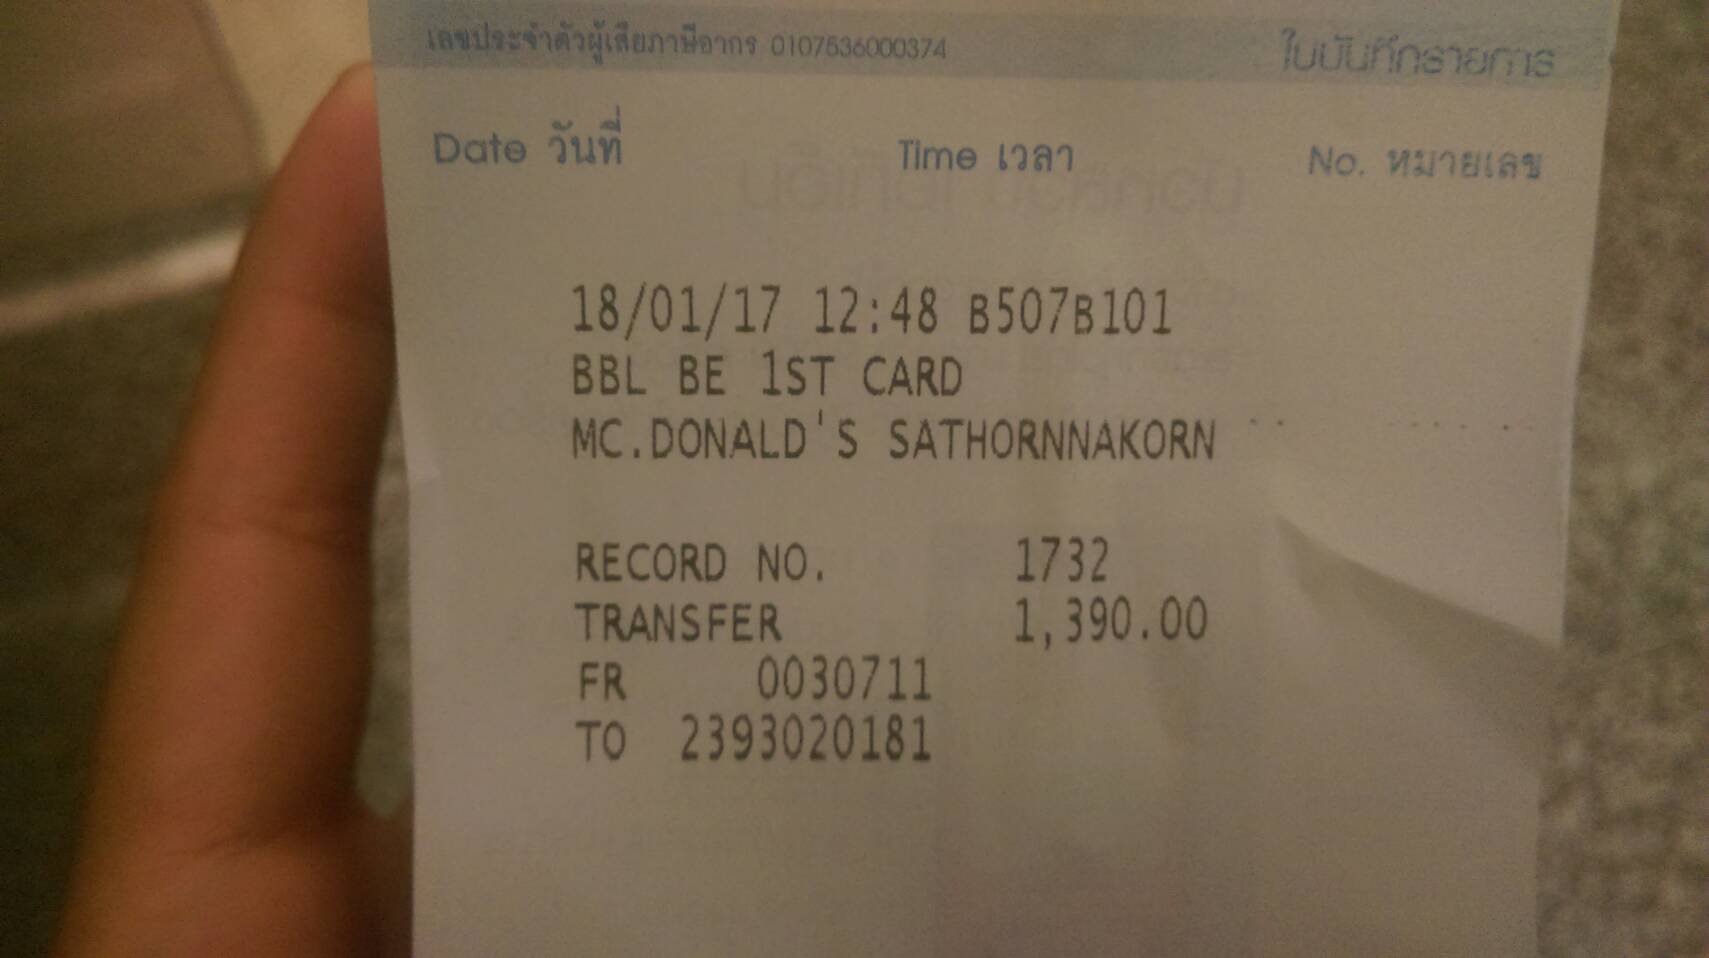 เลขประจำตัวผู้เสียภาษีอากร 0107536000374 ใบบันทึกรายการ
Date วันที่ Time เวลา No. หมายเลข
18/01/17 12:48 B507B101
BBL BE 1ST CARD
MC.DONALD'S SATHORNNAKORN
RECORD NO. 1732
TRANSFER 1,390.00
FR 0030711
TO 2393020181